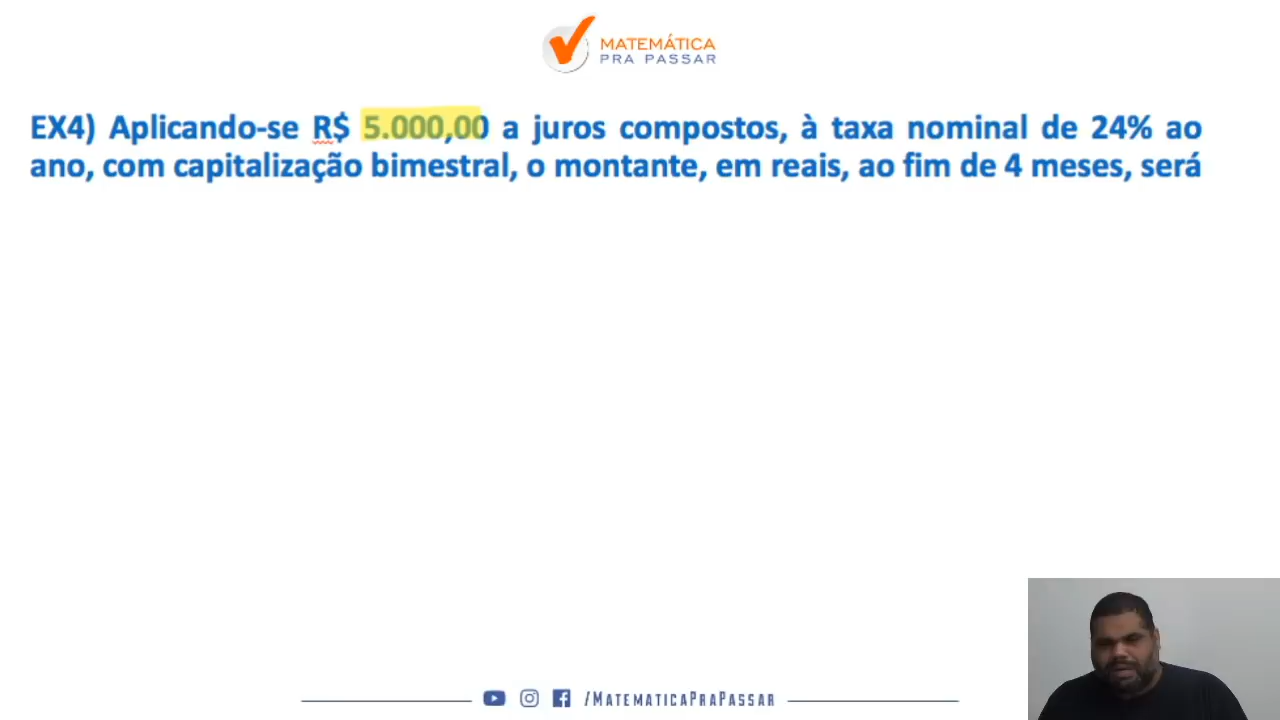 MATEMÁTICA
PRA PASSAR
EX4) Aplicando-se R$ 5.000,00 a juros compostos, à taxa nominal de 24% ao
ano, com capitalização bimestral, o montante, em reais, ao fim de 4 meses, será
/MATEMATICAPRAPASSAR